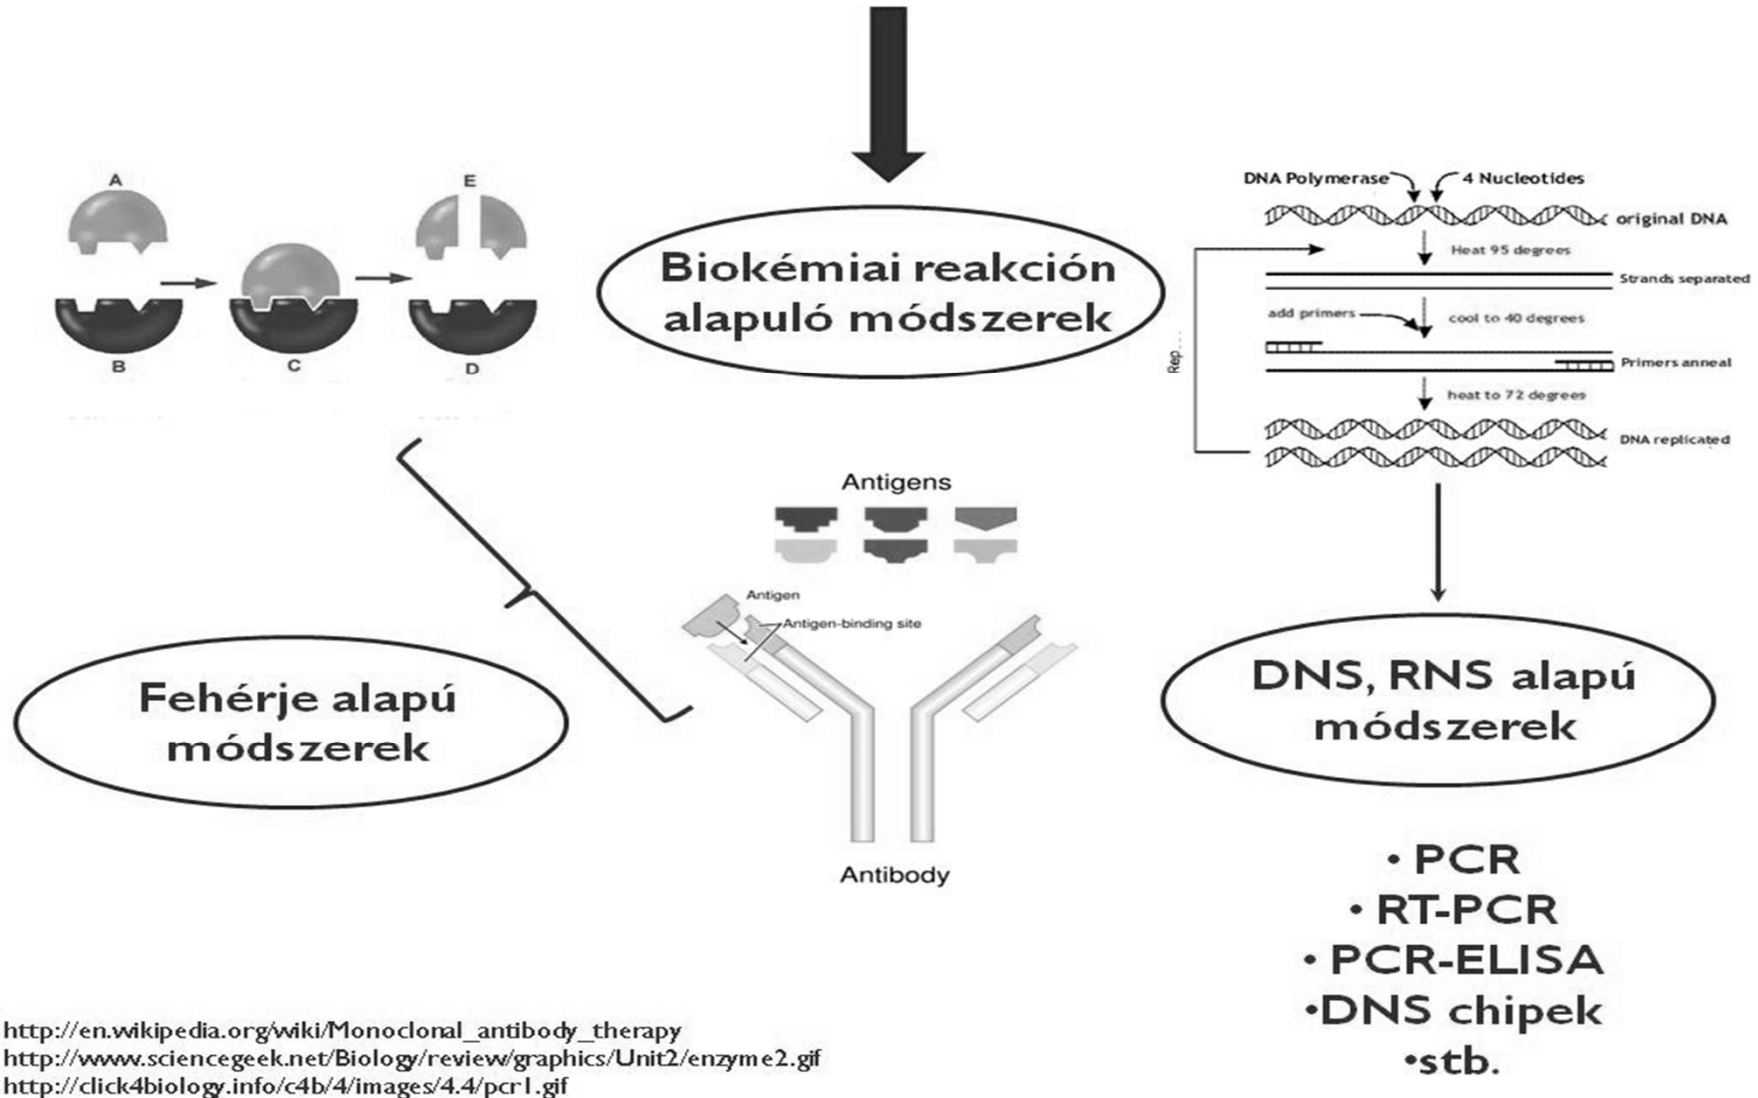 A
E
B
C
D
Biokémiai reakción
alapuló módszerek
DNA Polymerase
4 Nucleotides
original DNA
Heat 95 degrees
Strands separated
add primers
cool to 40 degrees
Primers anneal
heat to 72 degrees
DNA replicated
Rep...
Antigens
Antigen
Antigen-binding site
Antibody
Fehérje alapú
módszerek
DNS, RNS alapú
módszerek
• PCR
• RT-PCR
• PCR-ELISA
•DNS chipek
•stb.
http://en.wikipedia.org/wiki/Monoclonal_antibody_therapy
http://www.sciencegeek.net/Biology/review/graphics/Unit2/enzyme2.gif
http://click4biology.info/c4b/4/images/4.4/pcr1.gif